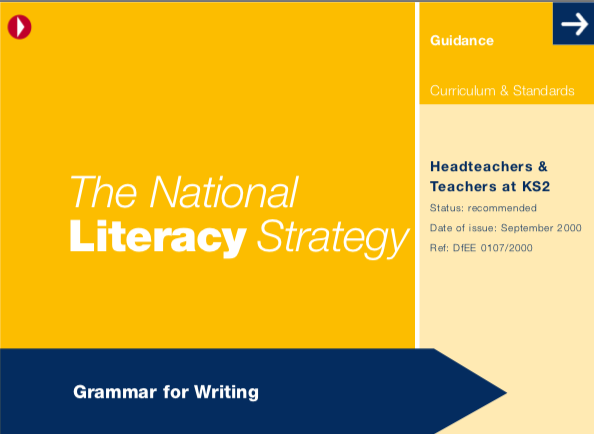 Guidance
Curriculum & Standards
The National
Literacy Strategy
Headteachers &
Teachers at KS2
Status: recommended
Date of issue: September 2000
Ref: DfEE 0107/2000
Grammar for Writing